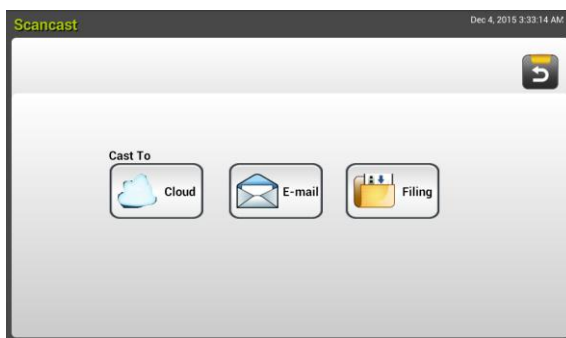 Scancast
Dec 4, 2015 3:33:14 AM
Cast To
Cloud
E-mail
Filing